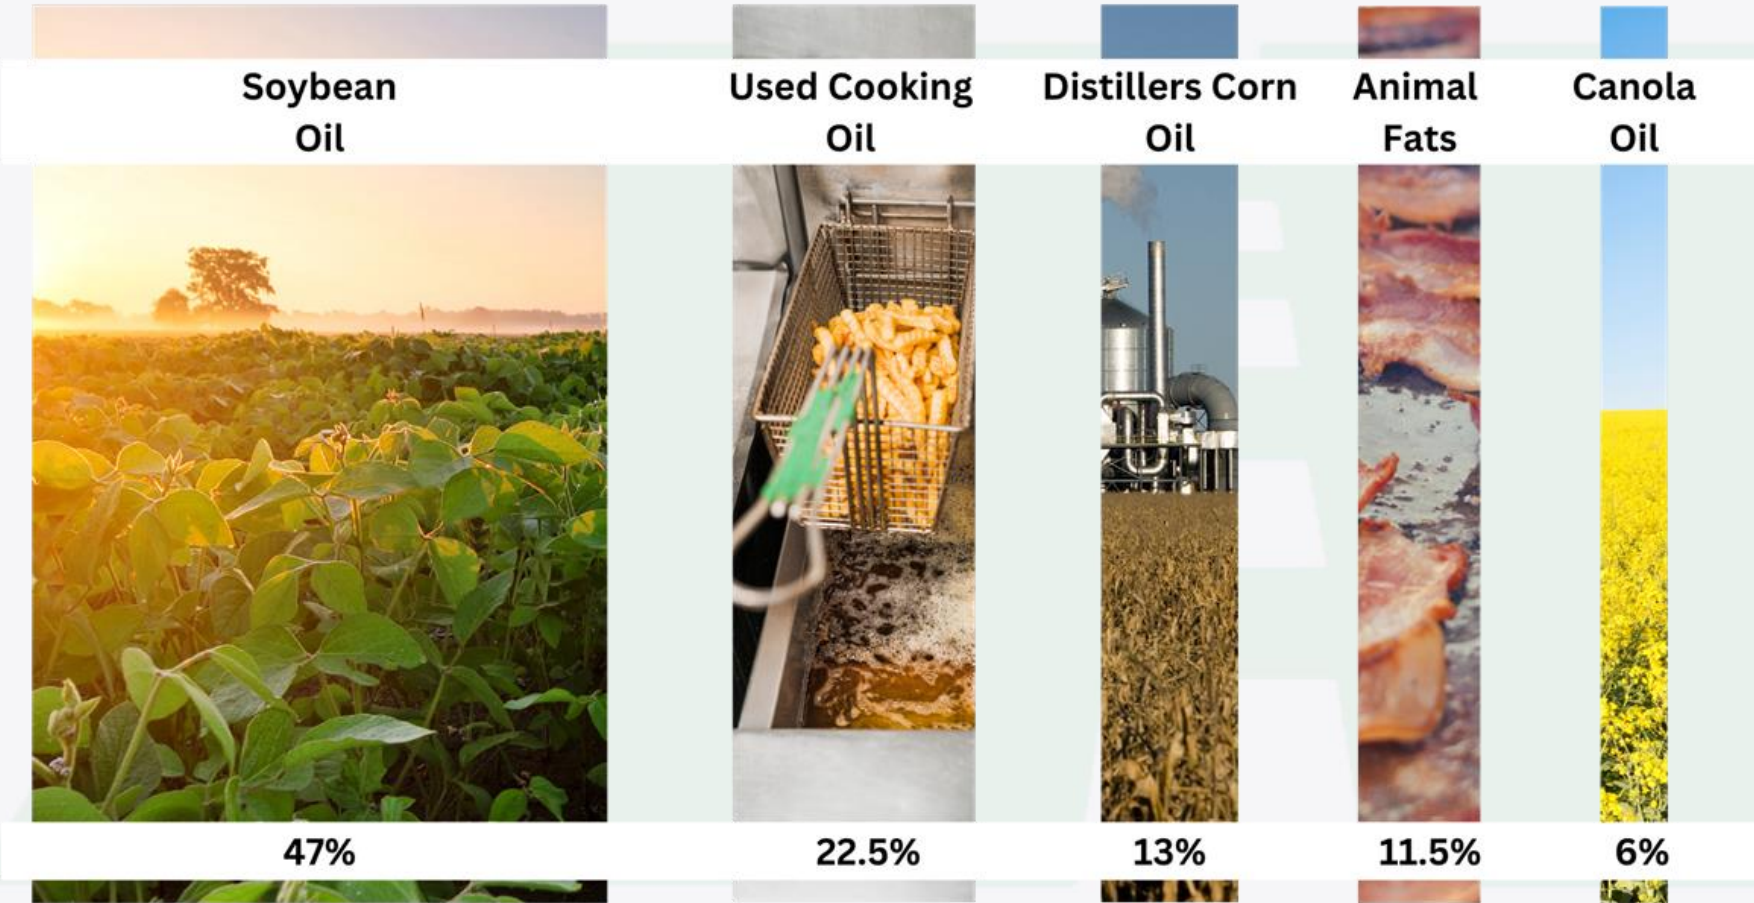 Soybean
Oil
Used Cooking
Oil
Distillers Corn
Oil
Animal
Fats
Canola
Oil
47%
22.5%
13%
11.5%
6%